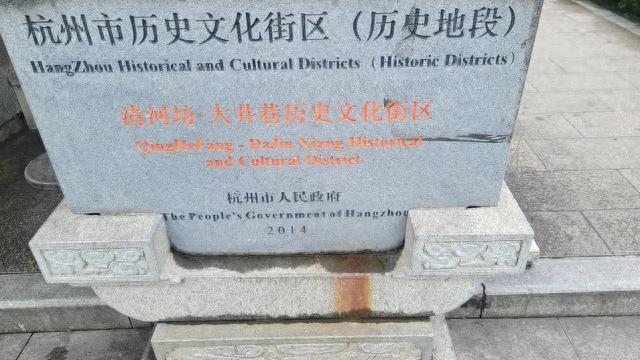 杭州市历史文化街区（历史地段）
HangZhou Historical and Cultural Districts（Historic Districts）
清河坊-大井巷历史文化街区
QingHeFang - DaJin Xiang Historical
and Cultural District
杭州市人民政府
The People's Government of Hangzhou
2014